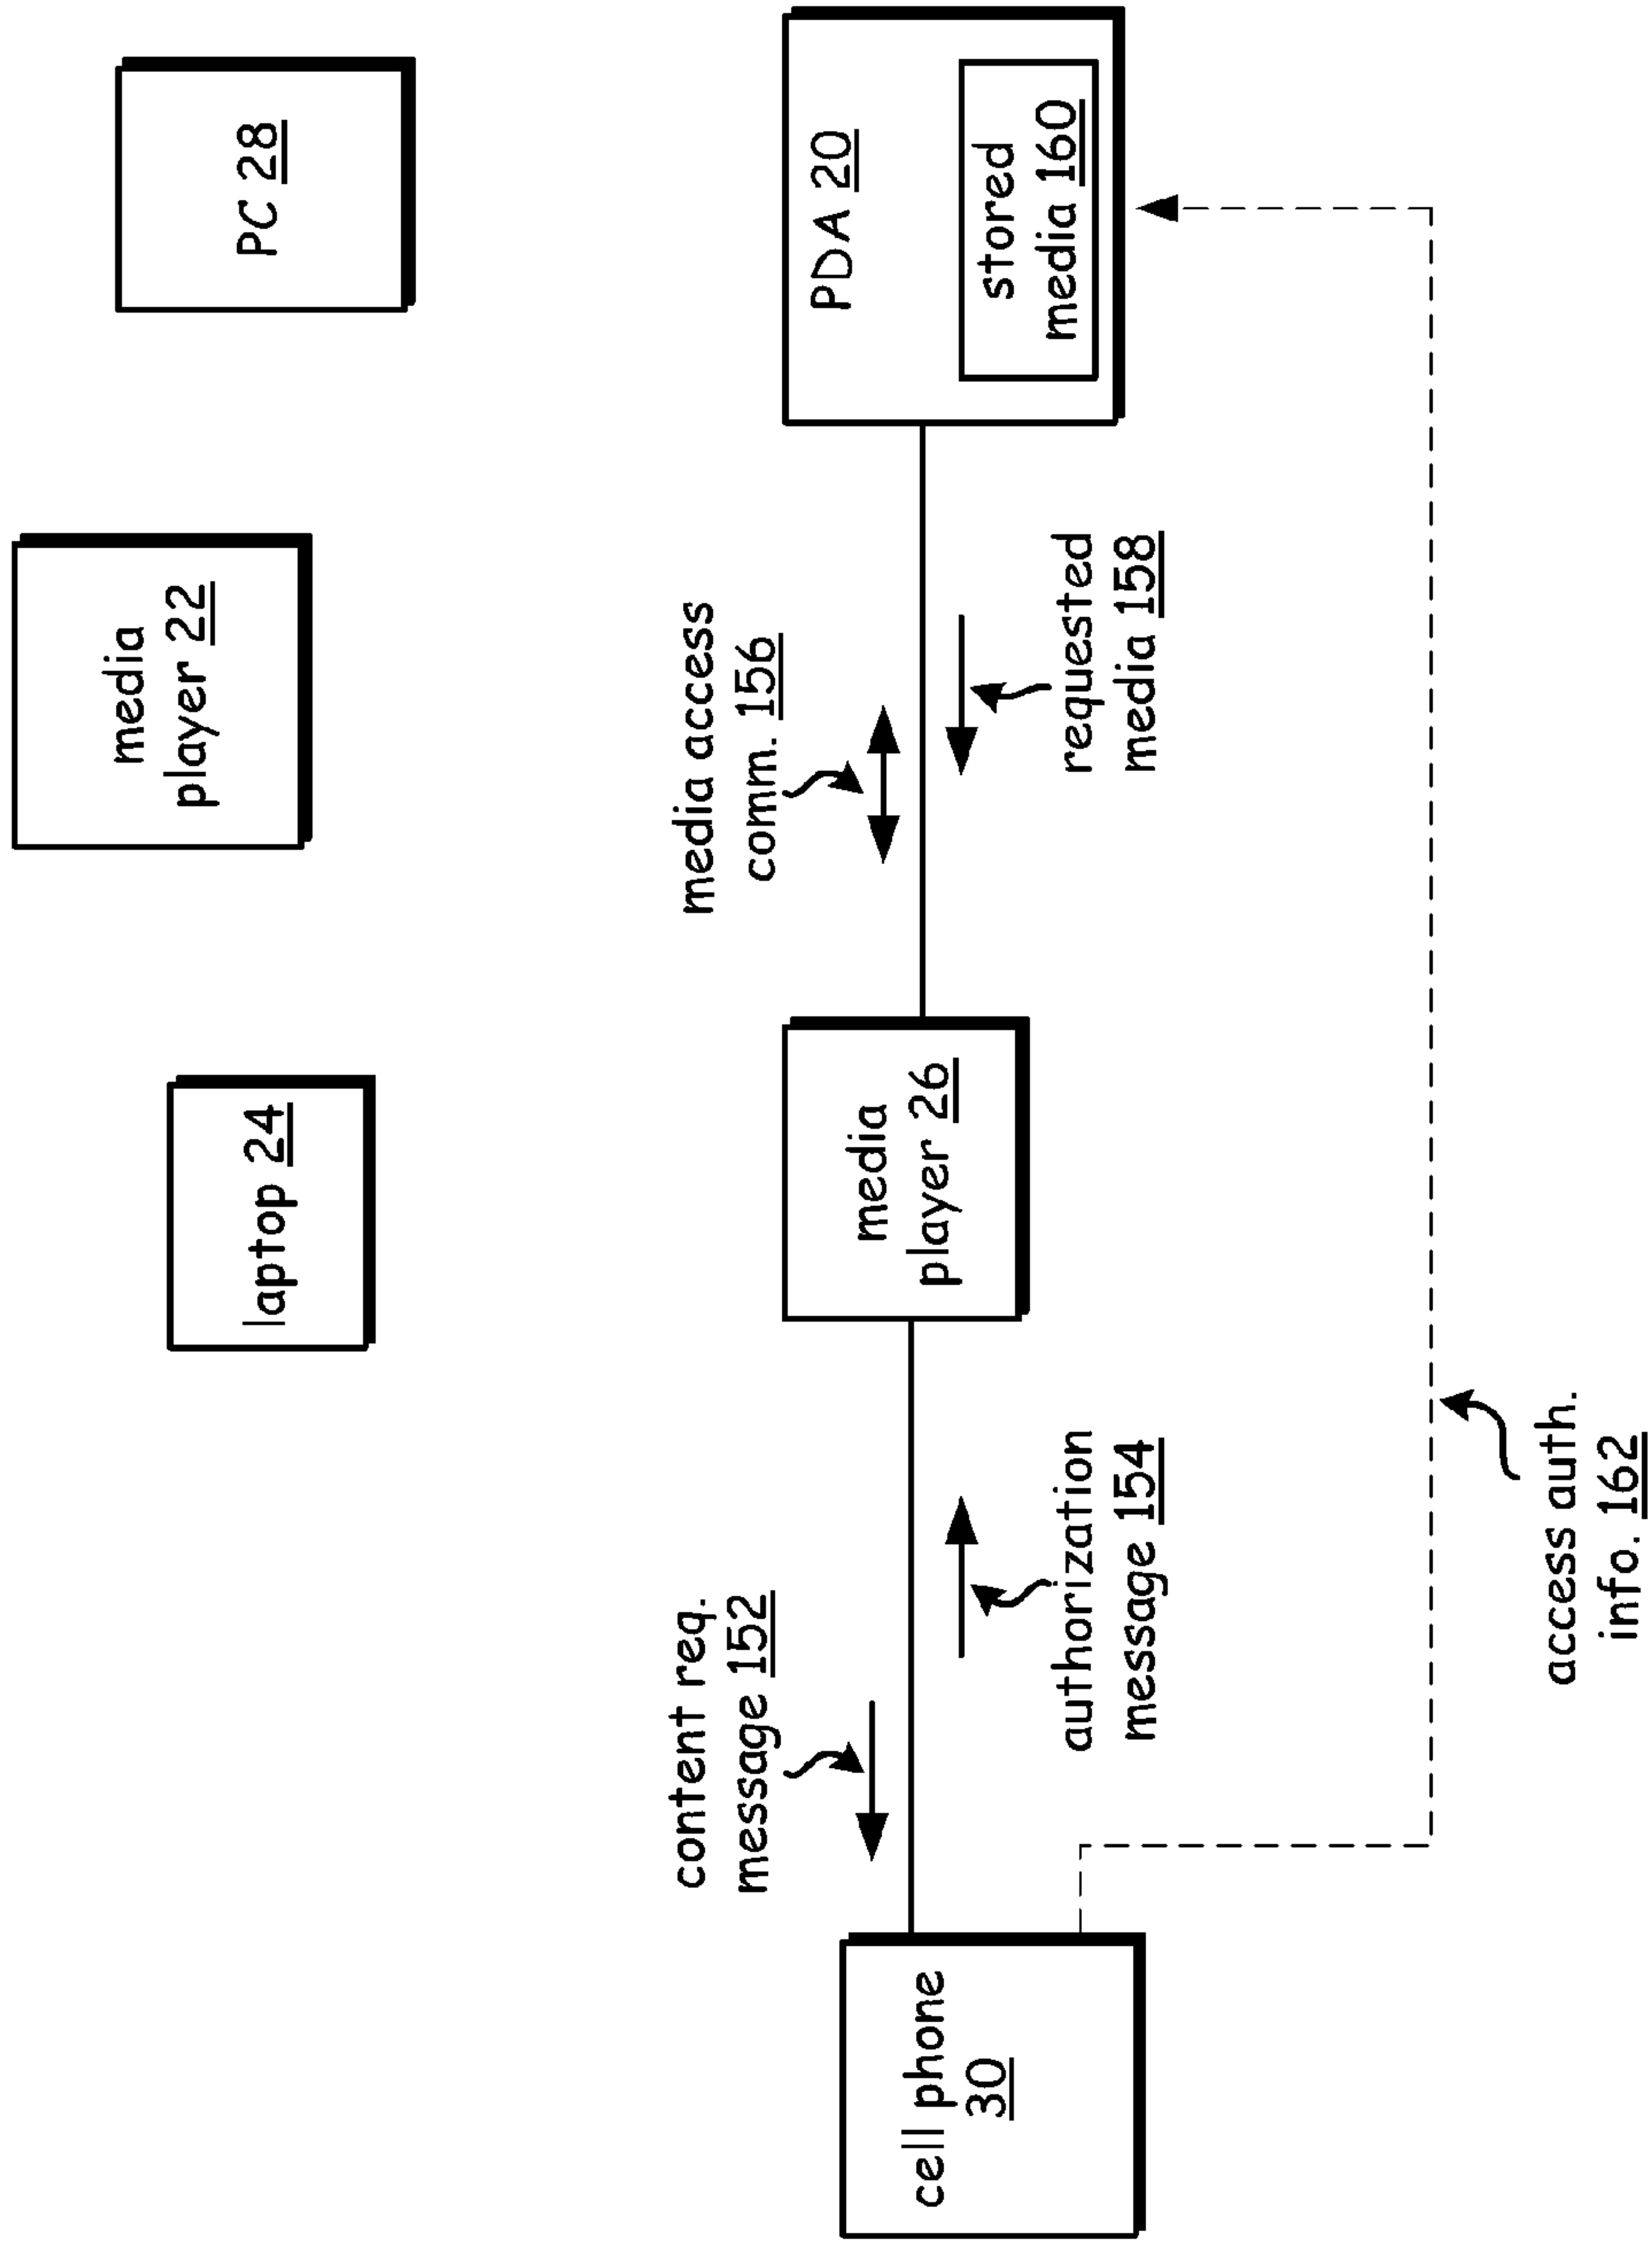 laptop 24
media
player 22
PC 28
content req.
message 152
media access
comm. 156
cell phone
30
media
player 26
PDA 20
stored
media 160
authorization
message 154
requested
media 158
access auth.
info. 162